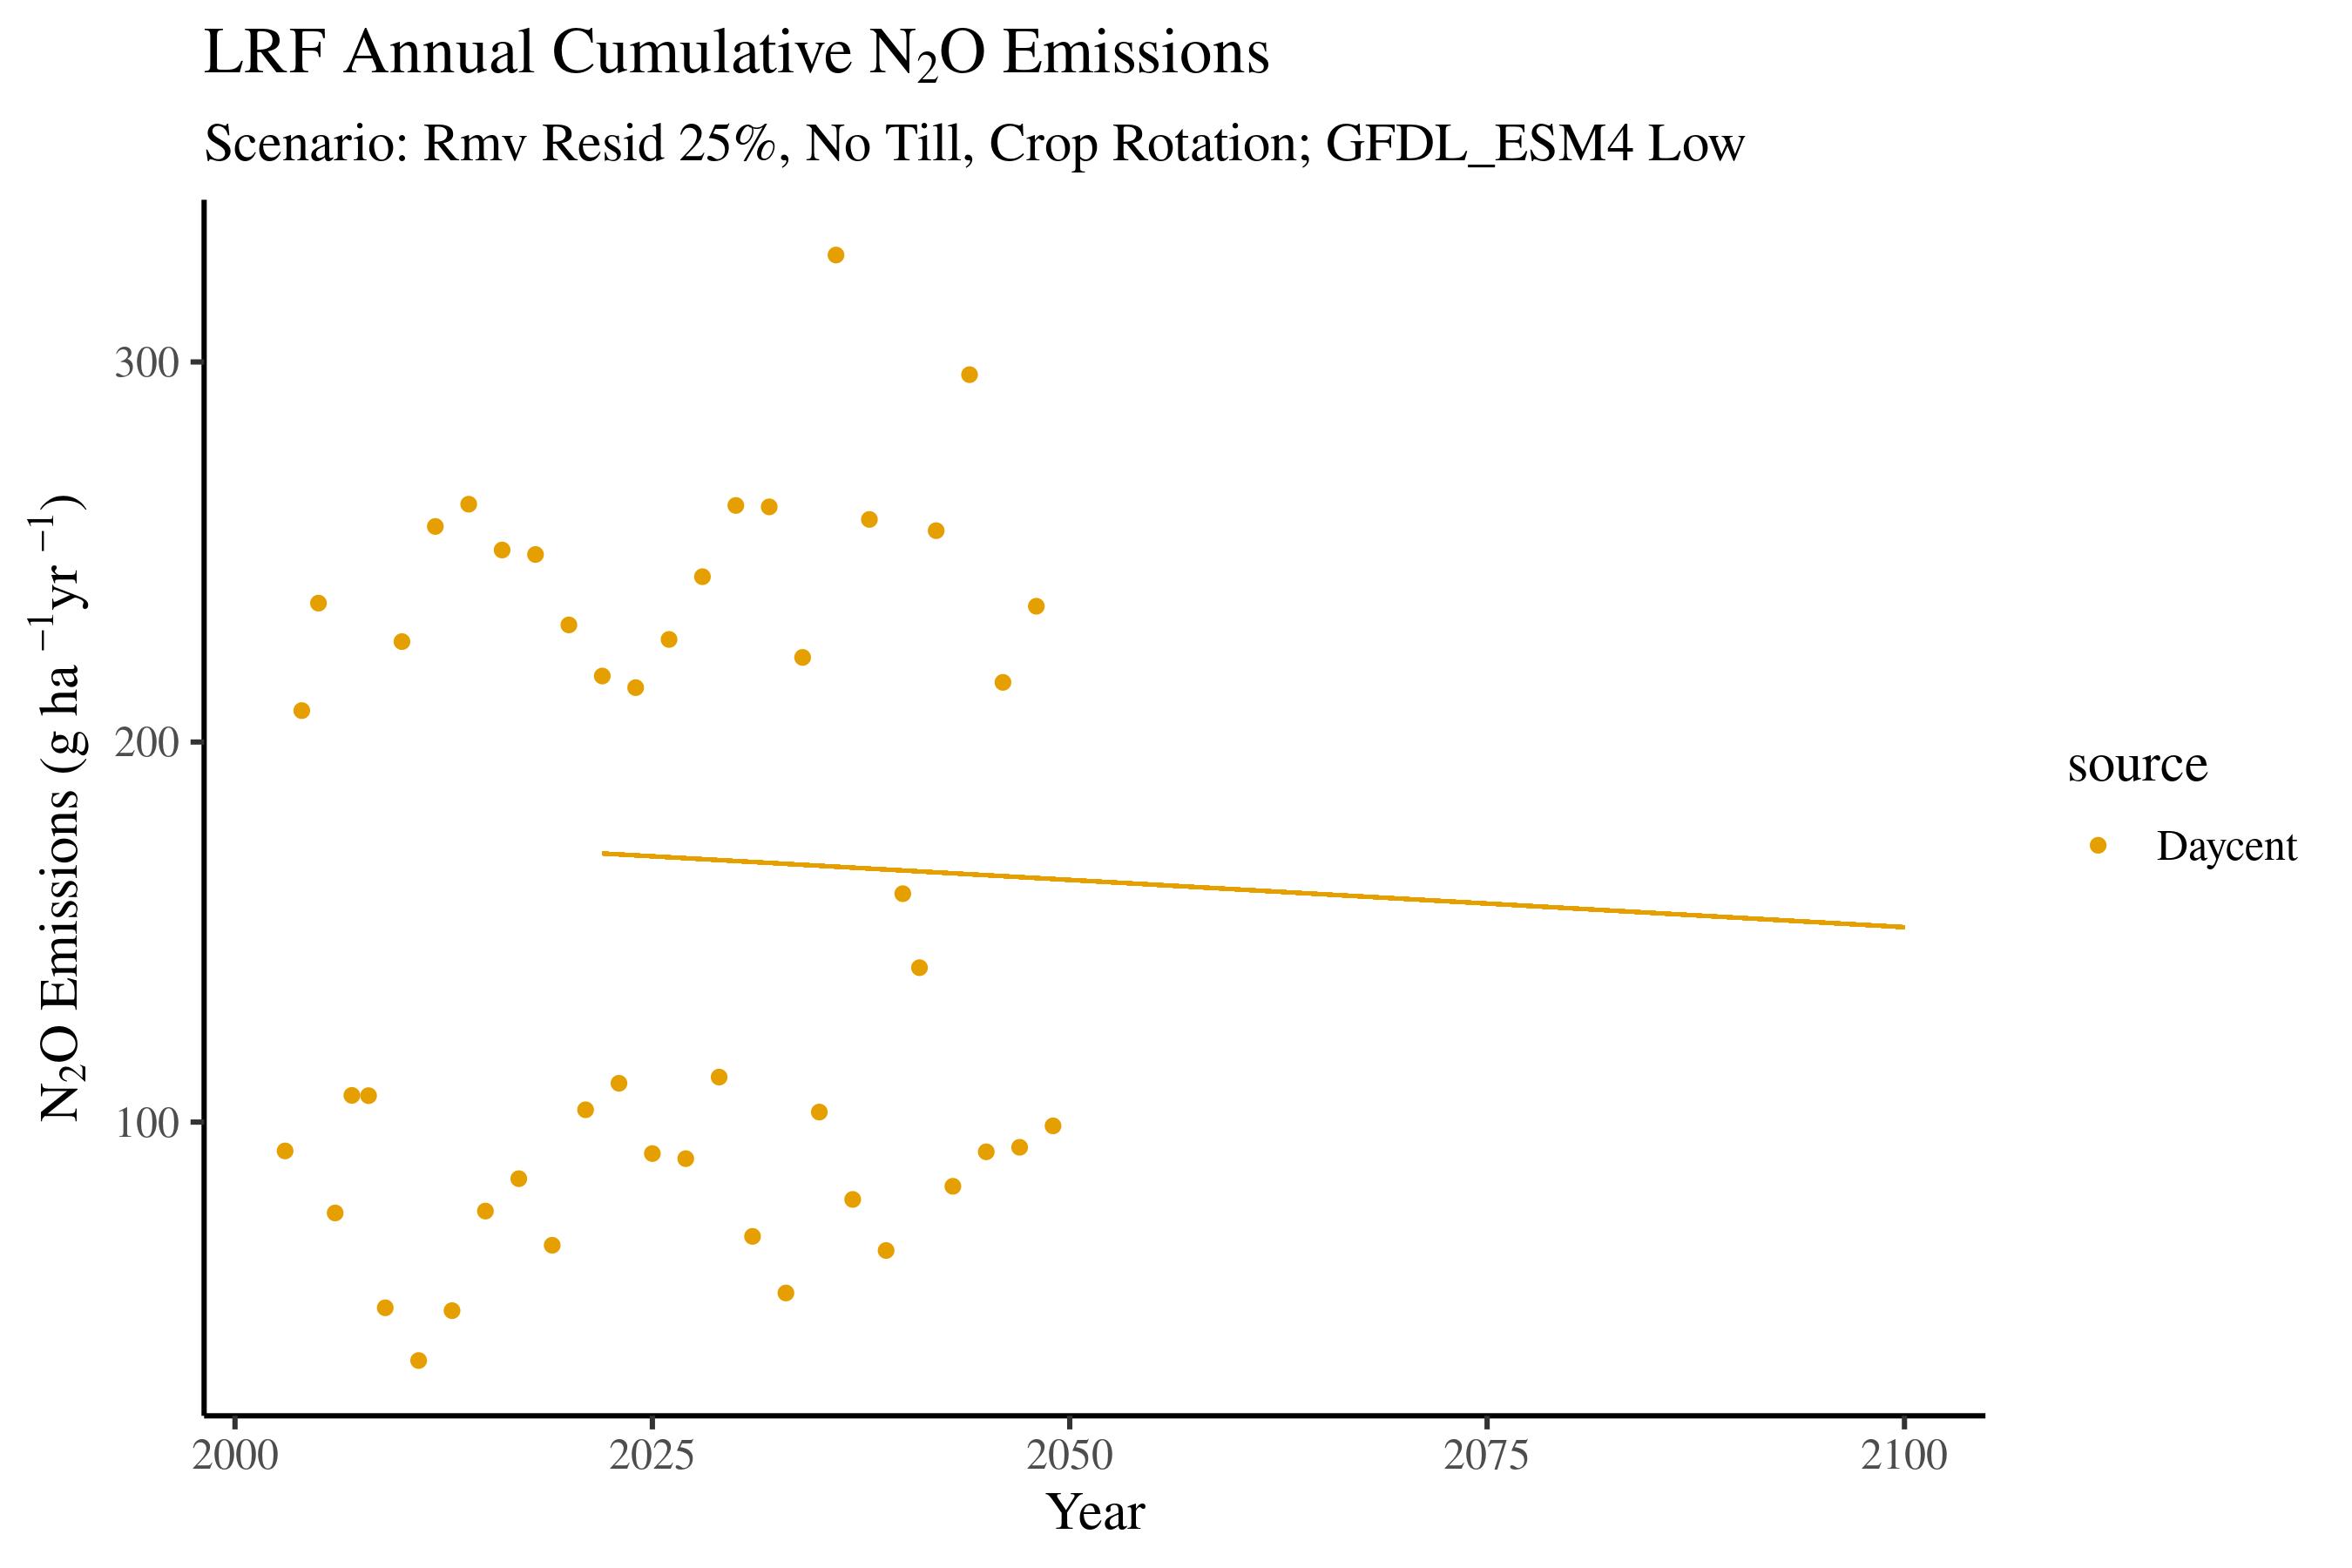 LRF Annual Cumulative N₂O Emissions
Scenario: Rmv Resid 25%, No Till, Crop Rotation; GFDL_ESM4 Low
N₂O Emissions (g ha ⁻¹yr ⁻¹)
300
200
100
2000 2025 2050 2075 2100
Year
source
Daycent